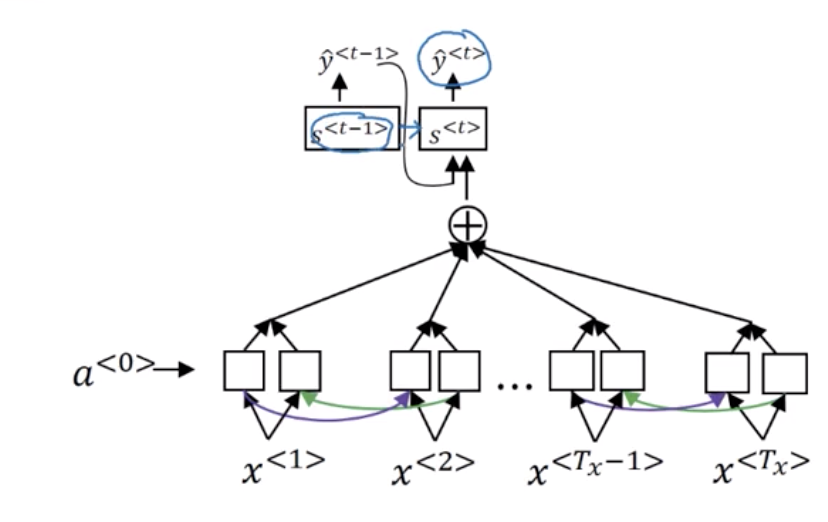 ŷ<t-1> ŷ<t>
s<t-1> s<t>
+
a<0>
...
x<1> x<2> x<Tx-1> x<Tx>